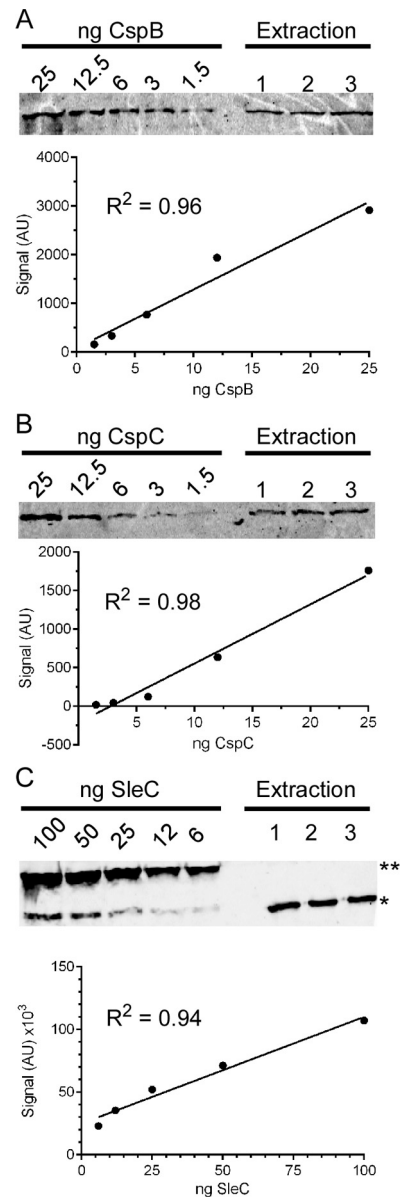 A
ng CspB Extraction
25 12.5 6 3 1.5 1 2 3
4000
3000
2000
1000
0
Signal (AU)
R2 = 0.96
0 5 10 15 20 25
ng CspB
B
ng CspC Extraction
25 12.5 6 3 1.5 1 2 3
2000
1500
1000
500
0
-500
Signal (AU)
R2 = 0.98
5 10 15 20 25
ng CspC
C
ng SleC Extraction
100 50 25 12 6 1 2 3
**
*
150
100
50
0
Signal (AU) x103
R2 = 0.94
0 25 50 75 100
ng SleC